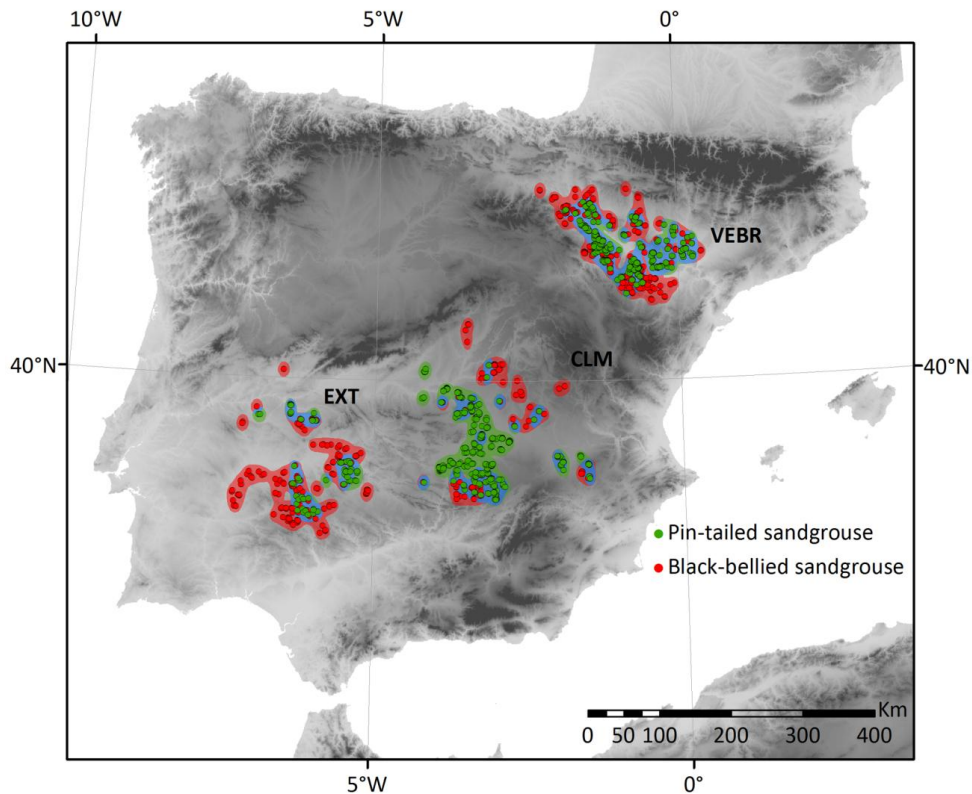 10°W 5°W 0°
VEBR
40°N CLM 40°N
EXT
Pin-tailed sandgrouse
Black-bellied sandgrouse
Km
0 50 100 200 300 400
5°W 0°